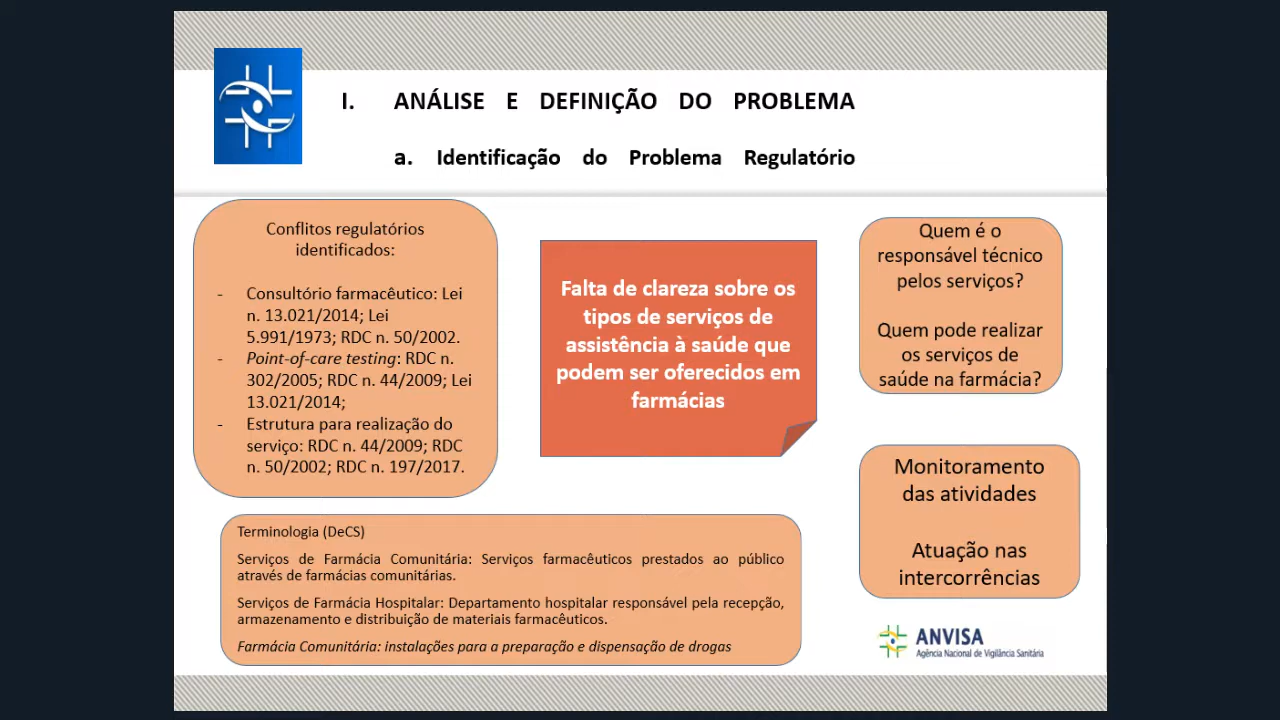 I. ANÁLISE E DEFINIÇÃO DO PROBLEMA
a. Identificação do Problema Regulatório
Conflitos regulatórios
identificados:
- Consultório farmacêutico: Lei
n. 13.021/2014; Lei
5.991/1973; RDC n. 50/2002.
- Point-of-care testing: RDC n.
302/2005; RDC n. 44/2009; Lei
13.021/2014;
- Estrutura para realização do
serviço: RDC n. 44/2009; RDC
n. 50/2002; RDC n. 197/2017.
Falta de clareza sobre os
tipos de serviços de
assistência à saúde que
podem ser oferecidos em
farmácias
Quem é o
responsável técnico
pelos serviços?
Quem pode realizar
os serviços de
saúde na farmácia?
Monitoramento
das atividades
Atuação nas
intercorrências
Terminologia (DeCS)
Serviços de Farmácia Comunitária: Serviços farmacêuticos prestados ao público
através de farmácias comunitárias.
Serviços de Farmácia Hospitalar: Departamento hospitalar responsável pela recepção,
armazenamento e distribuição de materiais farmacêuticos.
Farmácia Comunitária: instalações para a preparação e dispensação de drogas
ANVISA
Agência Nacional de Vigilância Sanitária